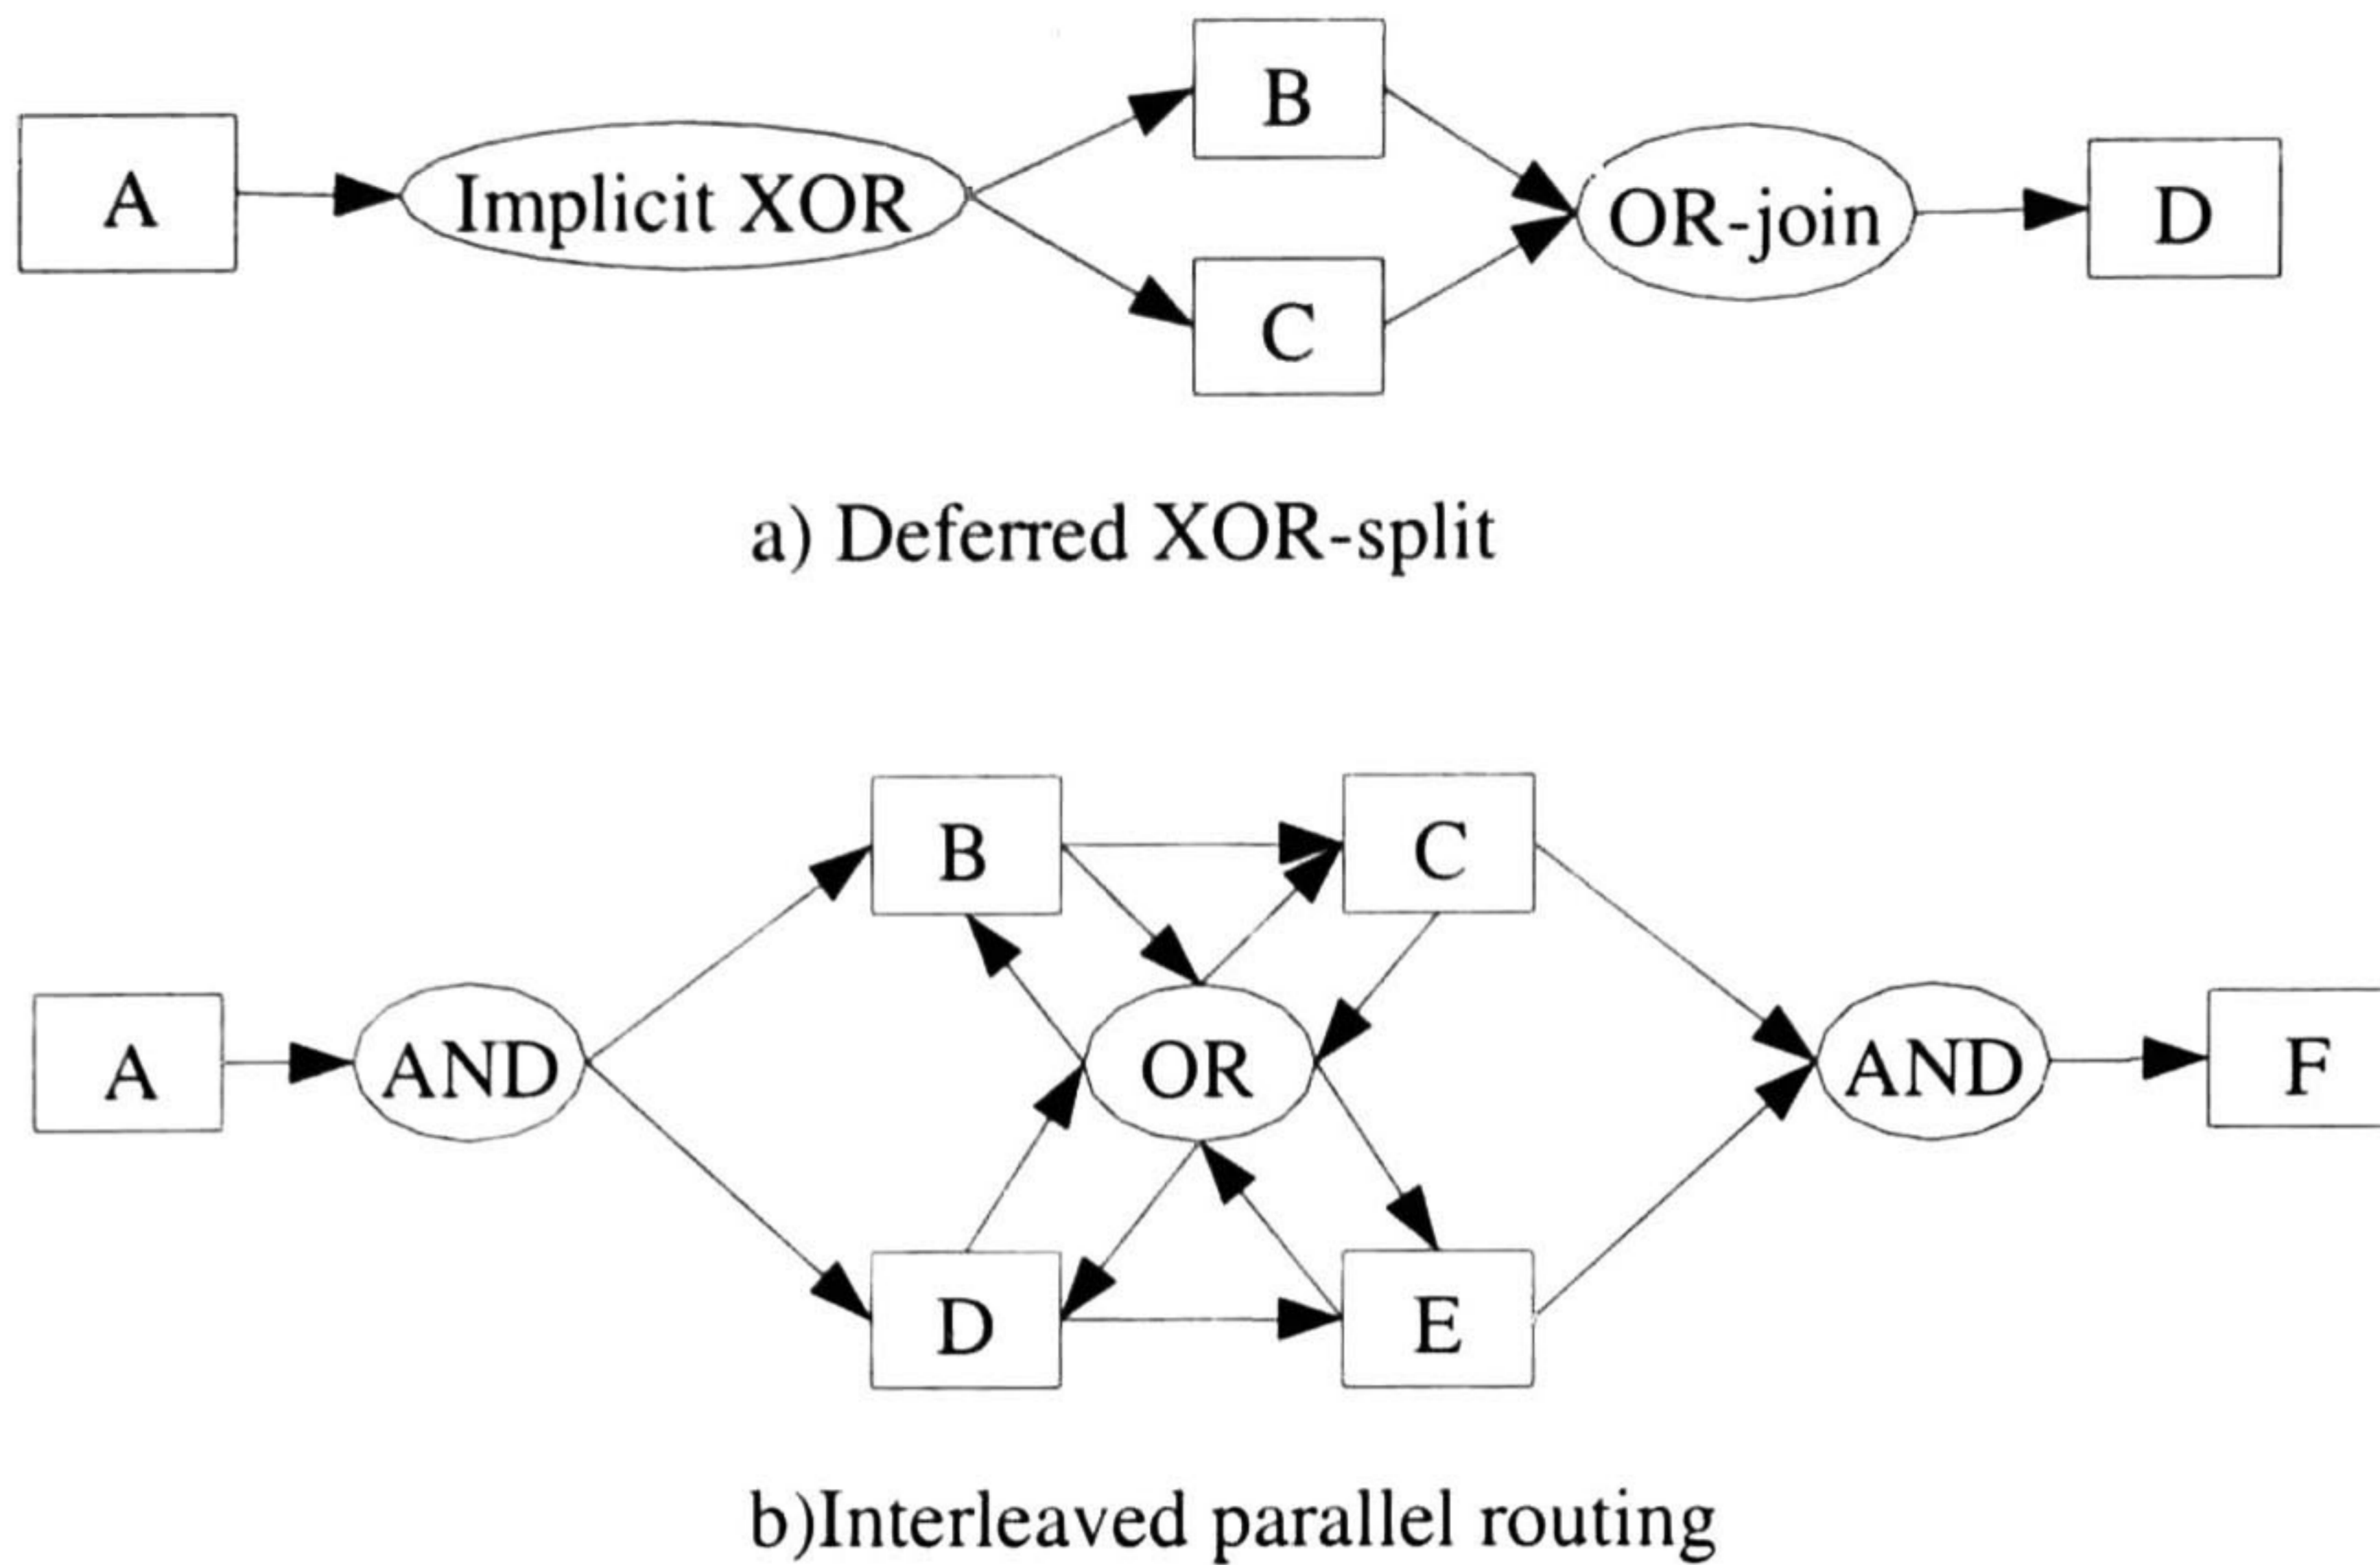 B
A
Implicit XOR
OR-join
D
C
a) Deferred XOR-split
B
C
A
AND
OR
AND
F
D
E
b)Interleaved parallel routing